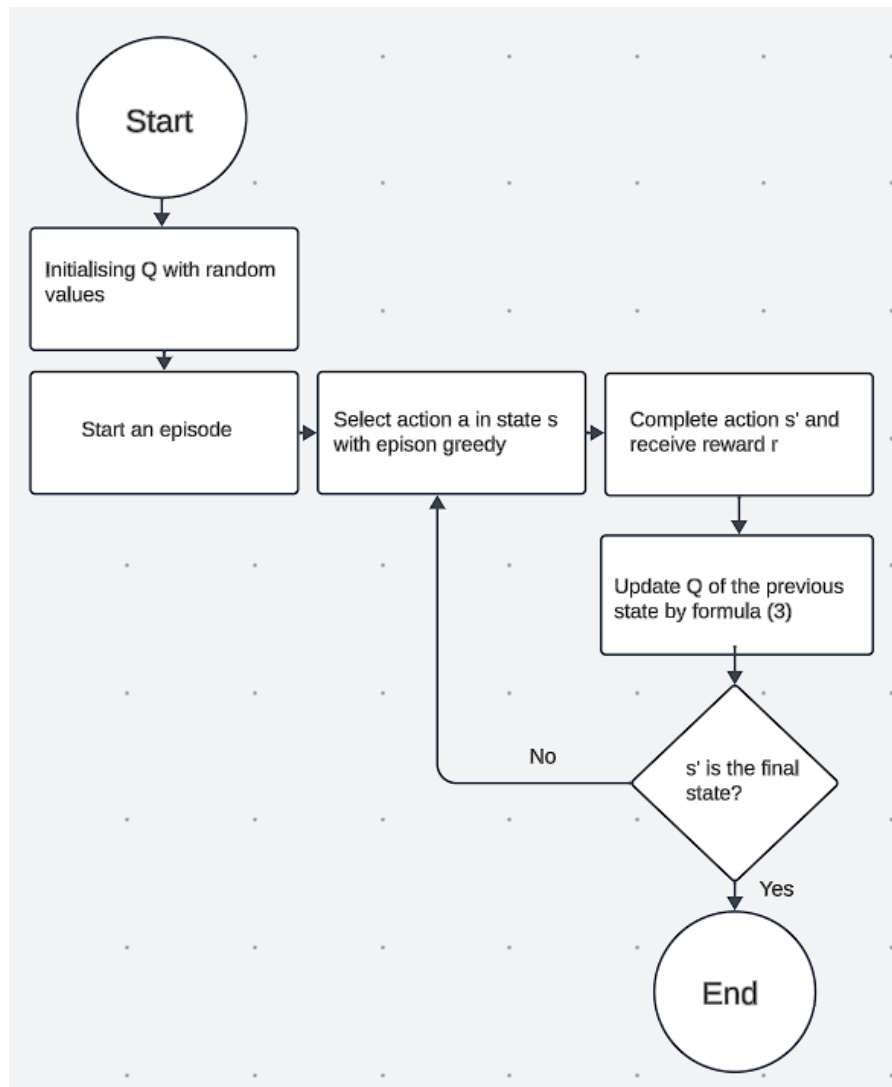 Start
Initialising Q with random
values
Start an episode
Select action a in state s
with epison greedy
Complete action s' and
receive reward r
Update Q of the previous
state by formula (3)
s' is the final
state?
No
Yes
End